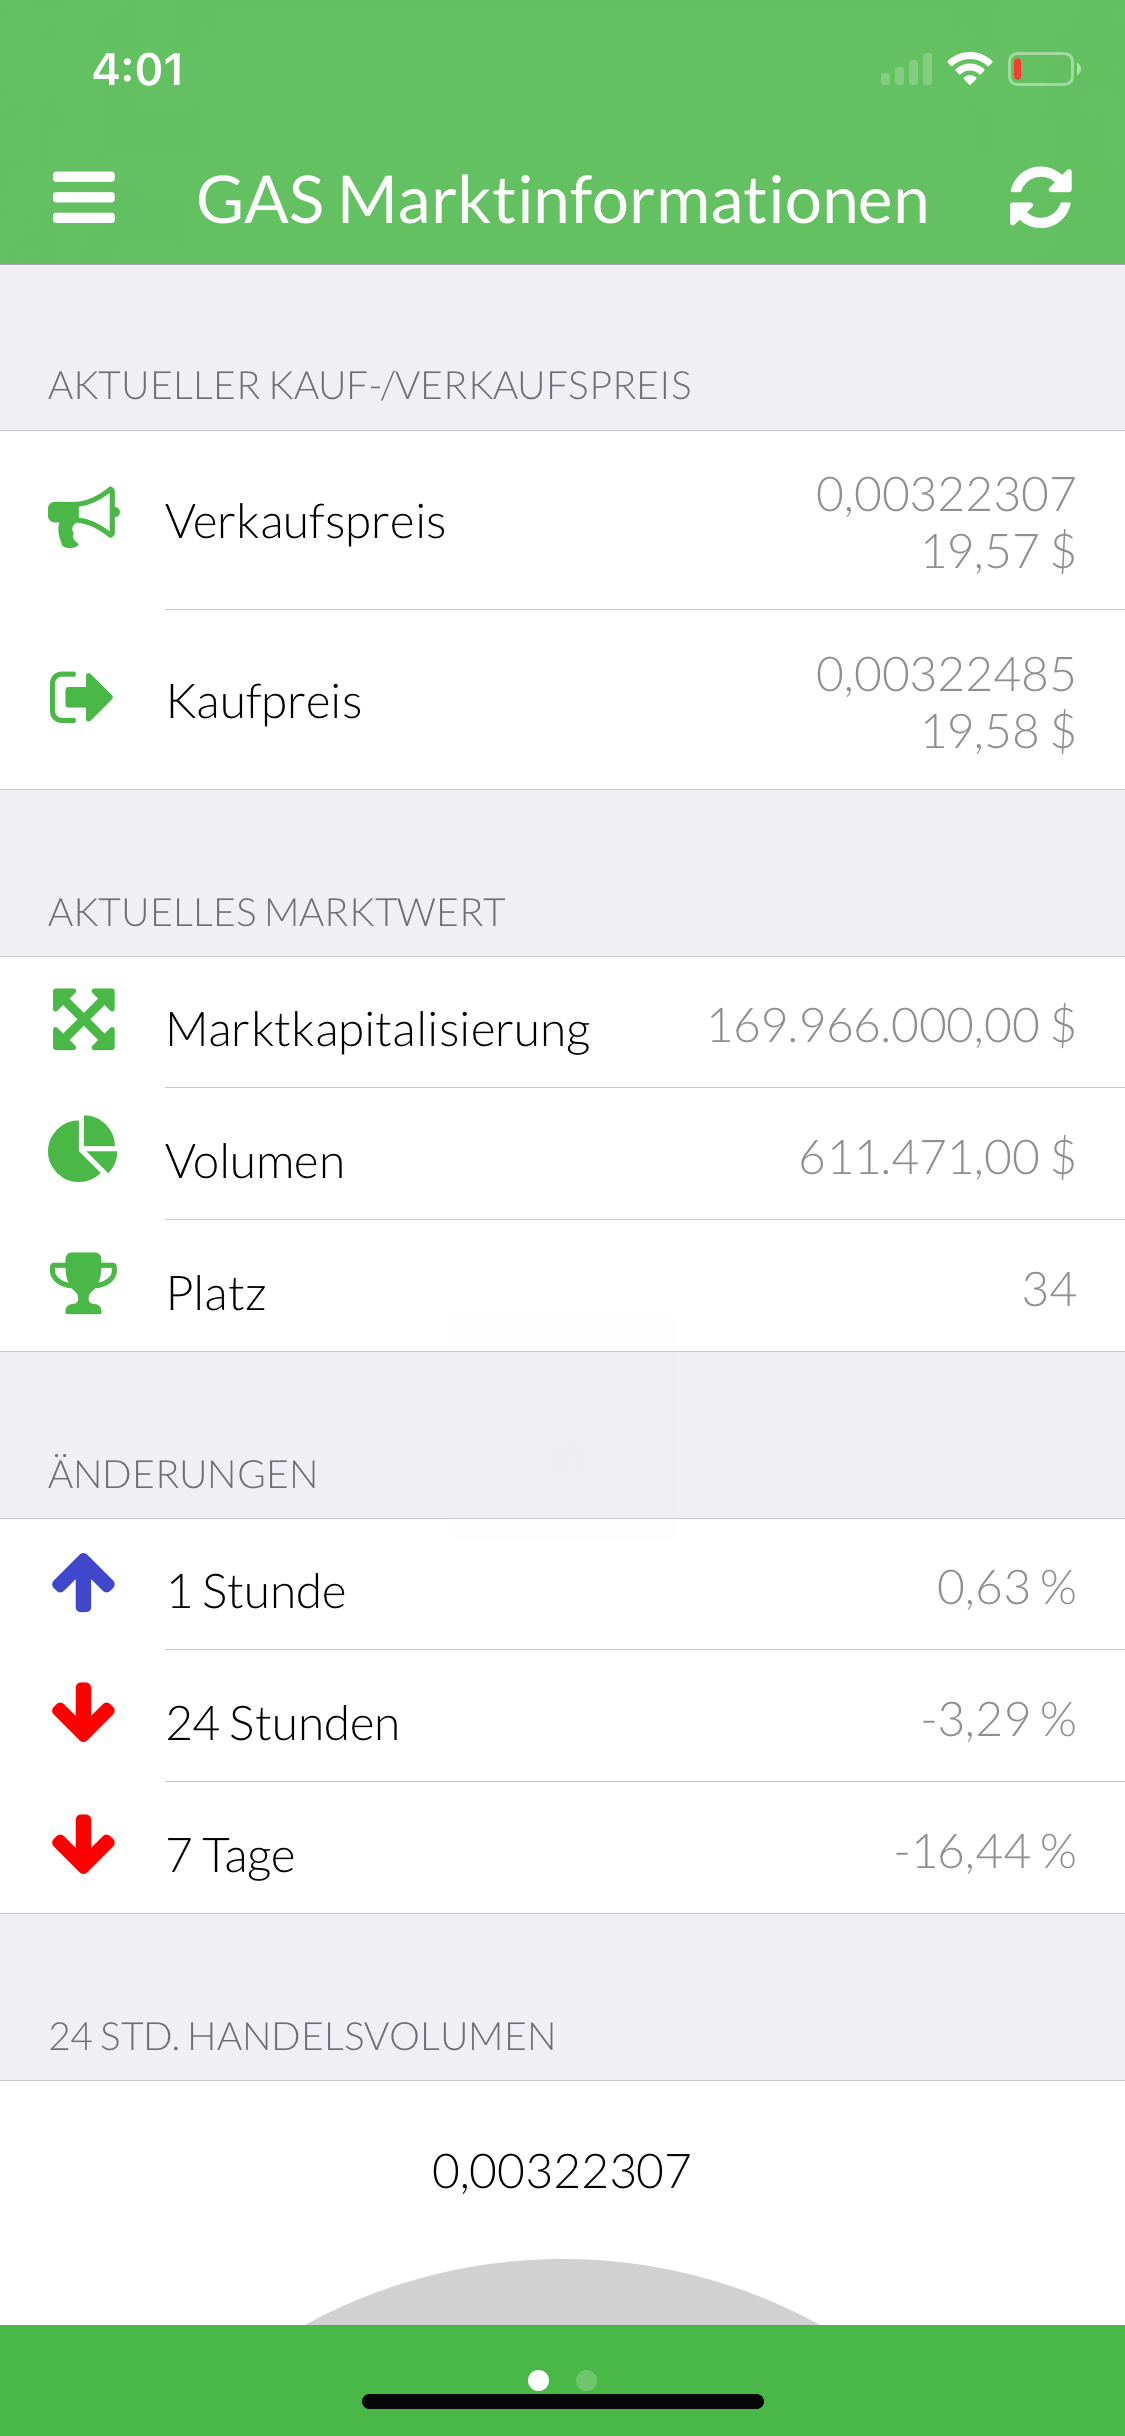 4:01
GAS Marktinformationen
AKTUELLER KAUF-/VERKAUFSPREIS
Verkaufspreis
0,00322307
19,57 $
Kaufpreis
0,00322485
19,58 $
AKTUELLES MARKTWERT
Marktkapitalisierung 169.966.000,00 $
Volumen 611.471,00 $
Platz 34
ÄNDERUNGEN
1 Stunde 0,63 %
24 Stunden -3,29 %
7 Tage -16,44 %
24 STD. HANDELSVOLUMEN
0,00322307